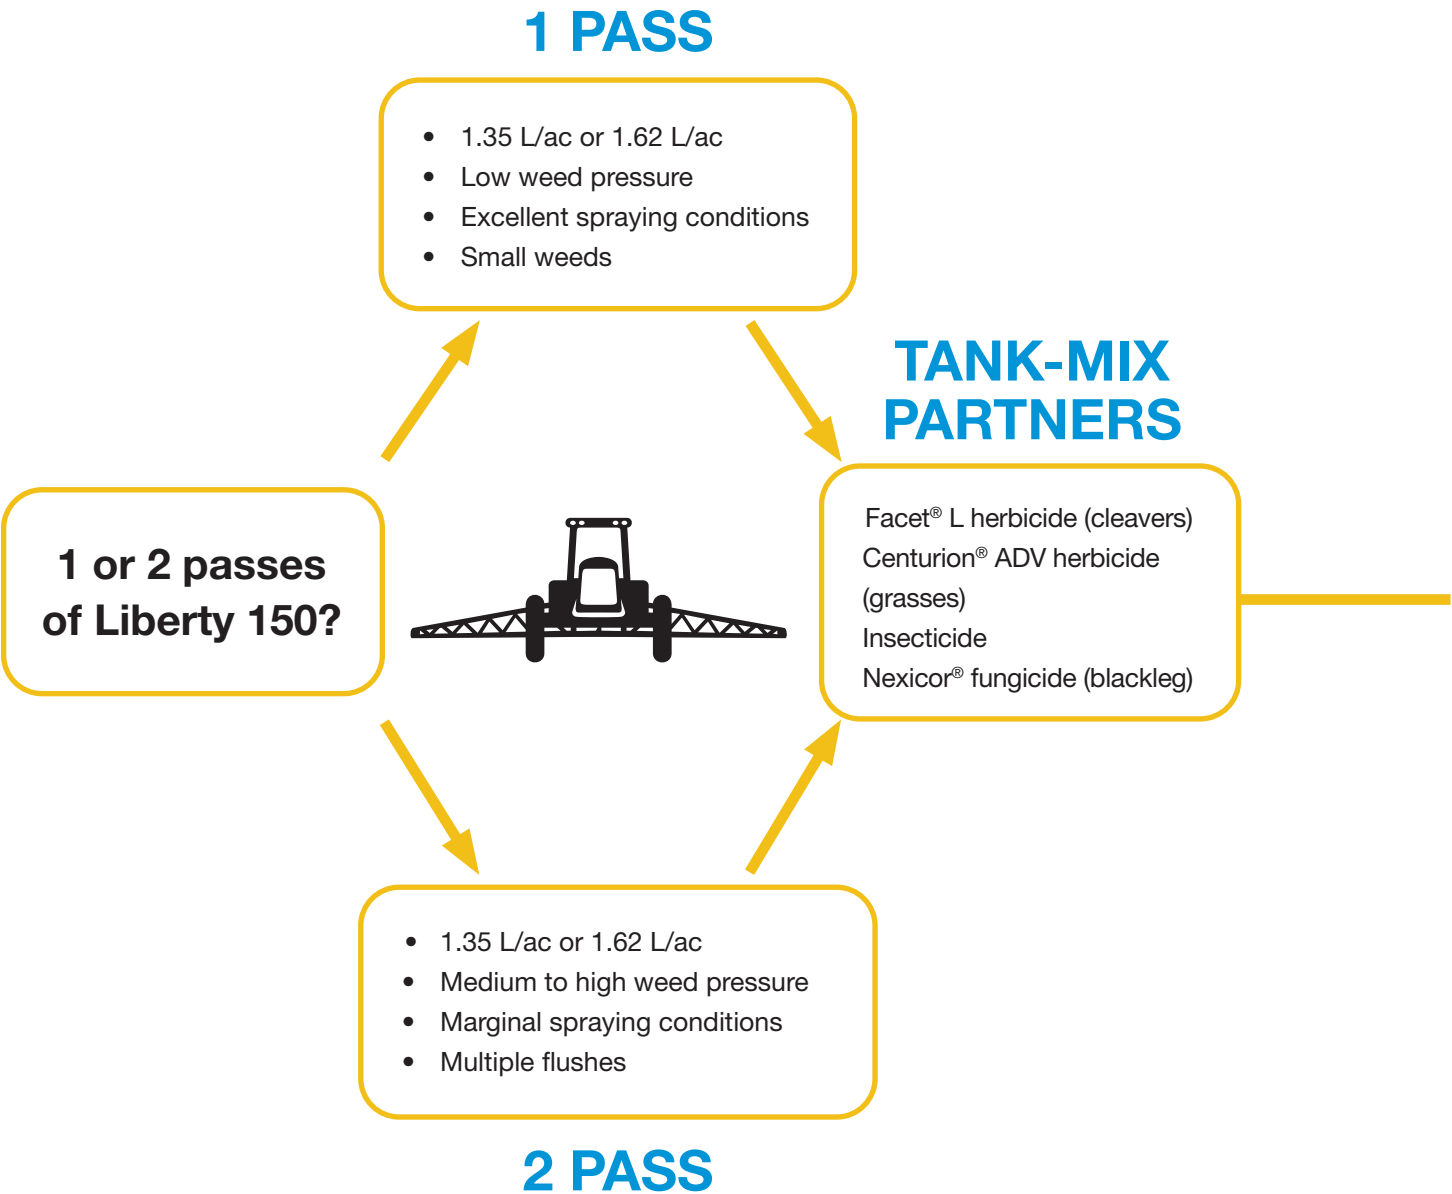 1 PASS
• 1.35 L/ac or 1.62 L/ac
• Low weed pressure
• Excellent spraying conditions
• Small weeds
1 or 2 passes
of Liberty 150?
TANK-MIX
PARTNERS
Facet® L herbicide (cleavers)
Centurion® ADV herbicide
(grasses)
Insecticide
Nexicor® fungicide (blackleg)
• 1.35 L/ac or 1.62 L/ac
• Medium to high weed pressure
• Marginal spraying conditions
• Multiple flushes
2 PASS